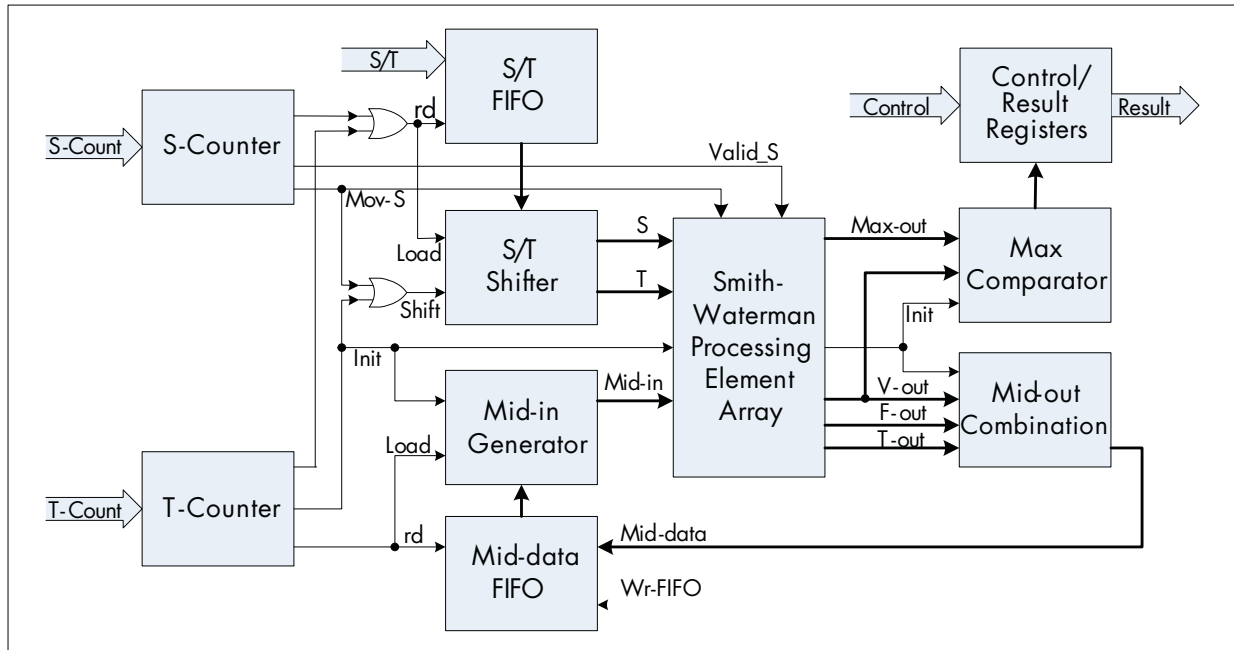 S/T
S/T
FIFO
Control
Control/
Result
Registers
Result
S-Count
S-Counter
rd
Valid_S
Mov-S
Load
S/T
Shifter
S
T
Shift
Smith-
Waterman
Processing
Element
Array
Max-out
Max
Comparator
Init
Init
Mid-in
Mid-in
Generator
Load
V-out
F-out
T-out
Mid-out
Combination
T-Count
T-Counter
rd
Mid-data
FIFO
Mid-data
Wr-FIFO